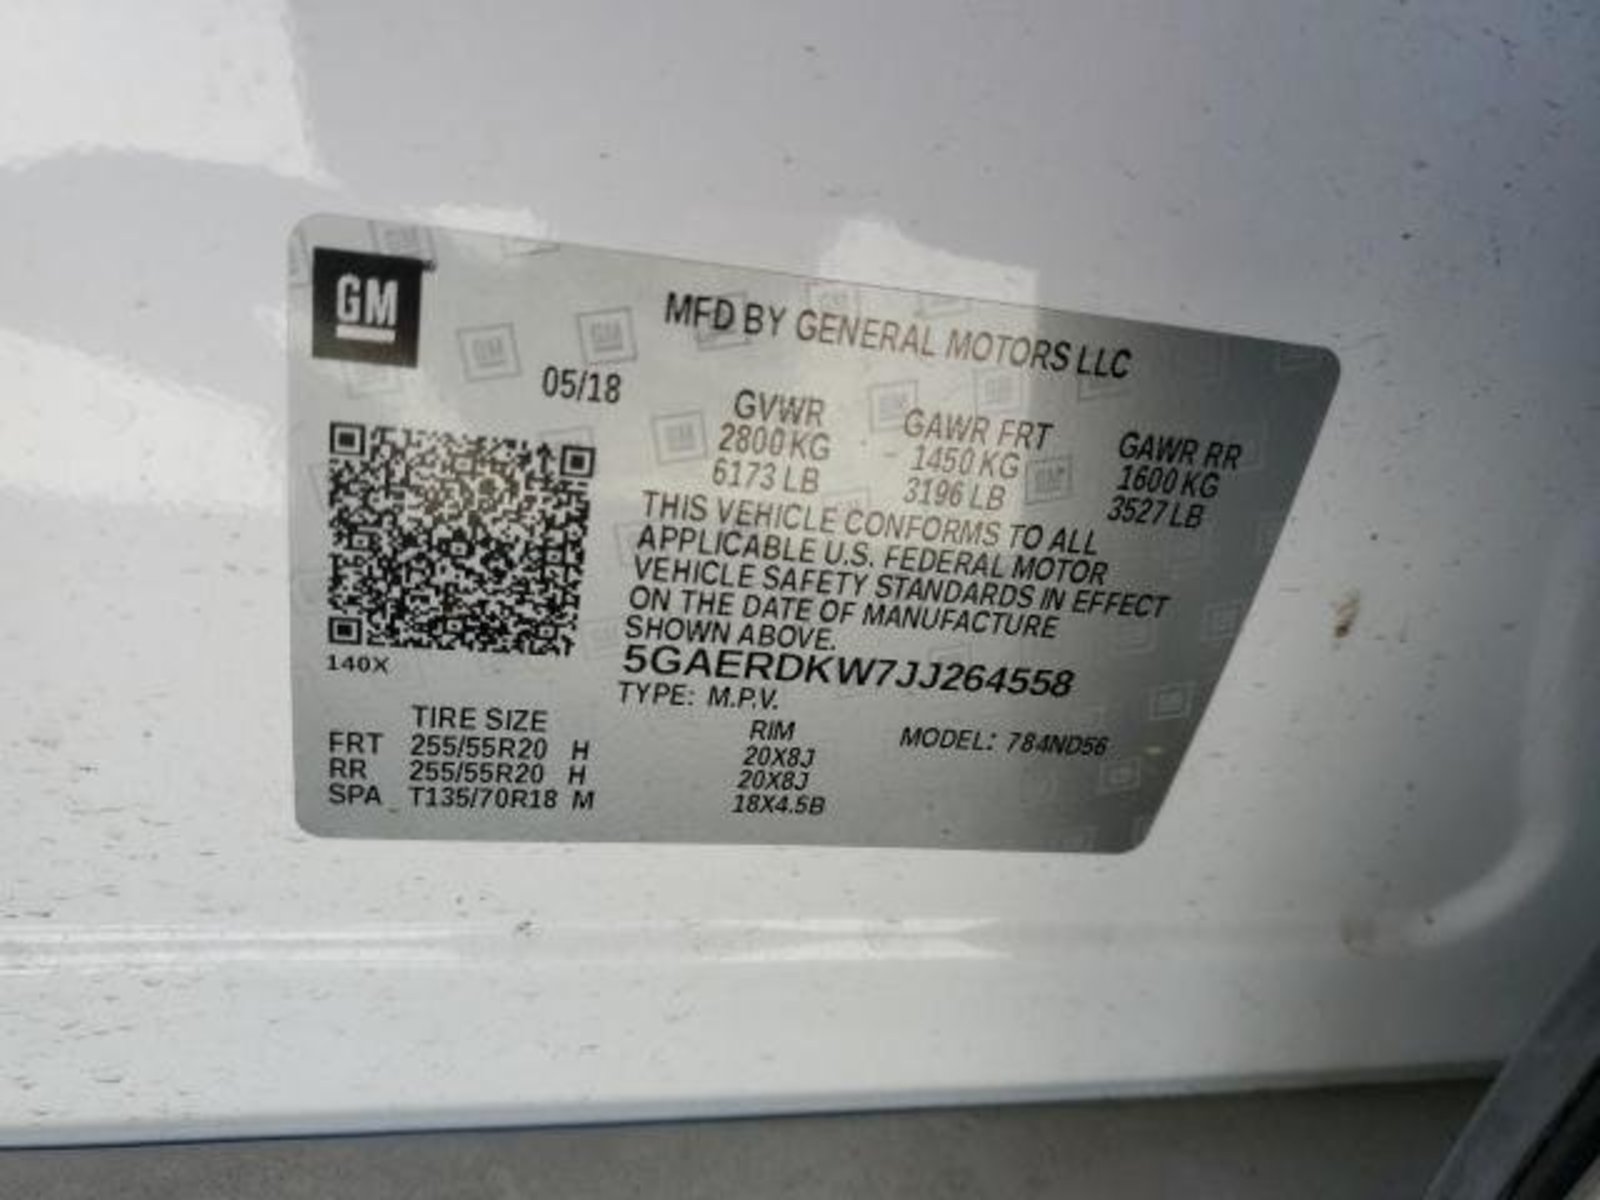 GM
MFD BY GENERAL MOTORS LLC
05/18
GVWR GAWR FRT GAWR RR
2800 KG 1450 KG 1600 KG
6173 LB 3196 LB 3527 LB
THIS VEHICLE CONFORMS TO ALL
APPLICABLE U.S. FEDERAL MOTOR
VEHICLE SAFETY STANDARDS IN EFFECT
ON THE DATE OF MANUFACTURE
SHOWN ABOVE.
140X
5GAERDKW7JJ264558
TYPE: M.P.V.
TIRE SIZE RIM MODEL: 784ND56
FRT 255/55R20 H 20X8J
RR 255/55R20 H 20X8J
SPA T135/70R18 M 18X4.5B